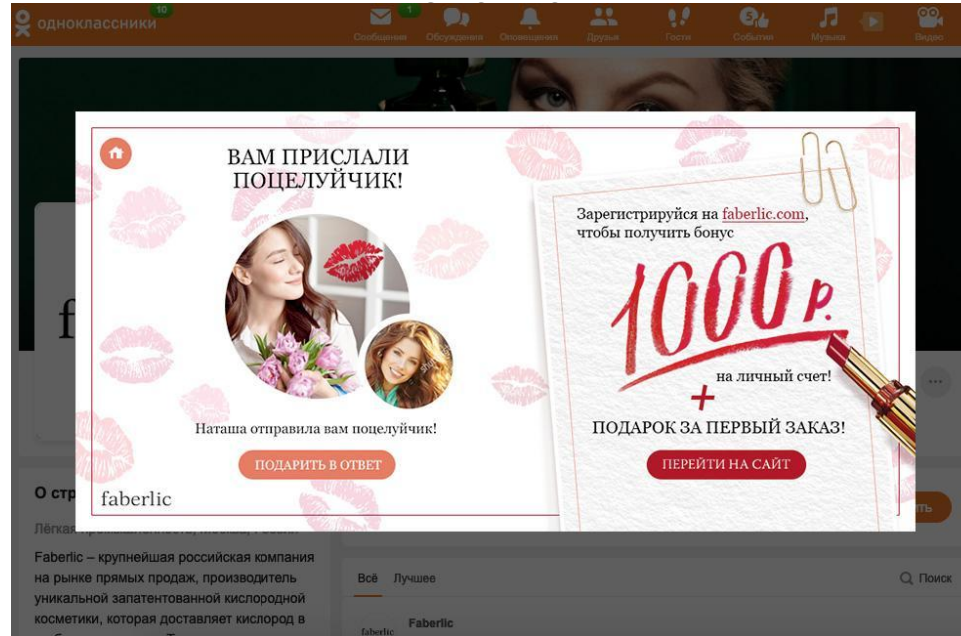 10
одноклассники
1
Сообщения
Обсуждения
Оповещения
Друзья
Гости
5
События
Музыка
Видео
ВАМ ПРИСЛАЛИ
ПОЦЕЛУЙЧИК!
Наташа отправила вам поцелуйчик!
ПОДАРИТЬ В ОТВЕТ
faberlic
Зарегистрируйся на faberlic.com,
чтобы получить бонус
1000 р.
на личный счет!
+
ПОДАРОК ЗА ПЕРВЫЙ ЗАКАЗ!
ПЕРЕЙТИ НА САЙТ
f
О стр
Faberlic – крупнейшая российская компания
на рынке прямых продаж, производитель
уникальной запатентованной кислородной
косметики, которая доставляет кислород в
Всё Лучшее
Поиск
faberlic
Faberlic